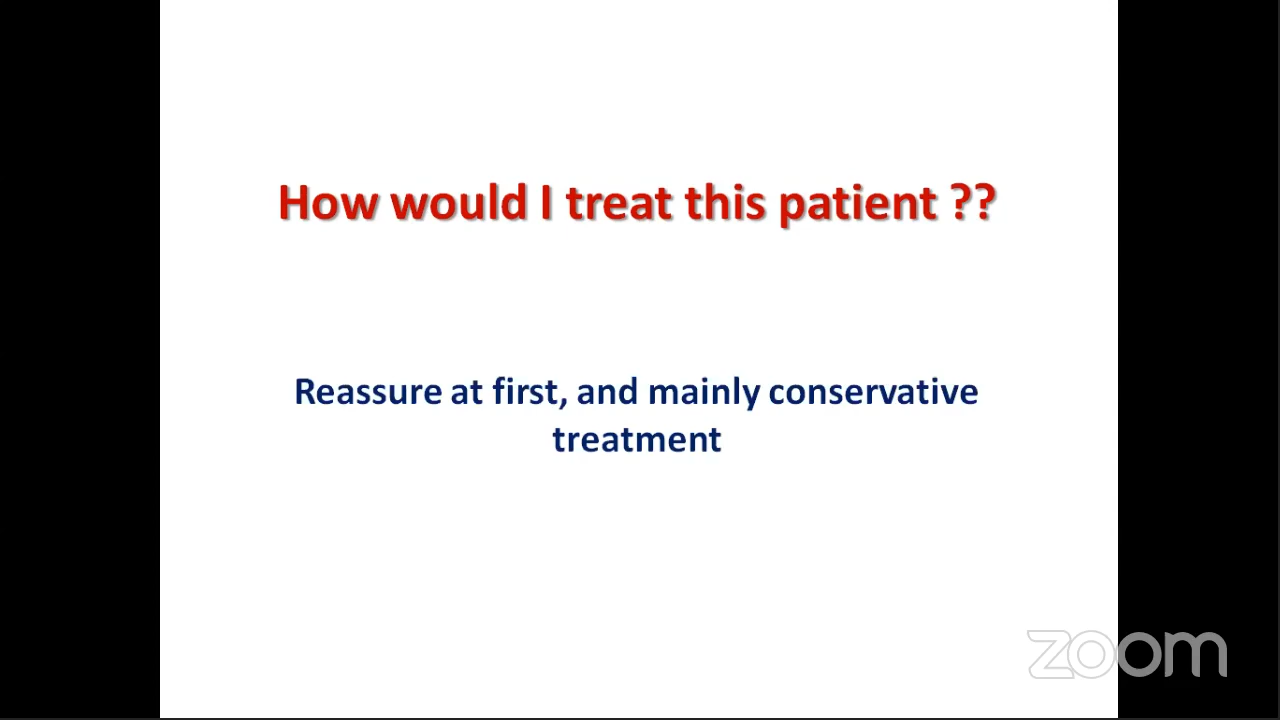 How would I treat this patient ??
Reassure at first, and mainly conservative
treatment
zoom